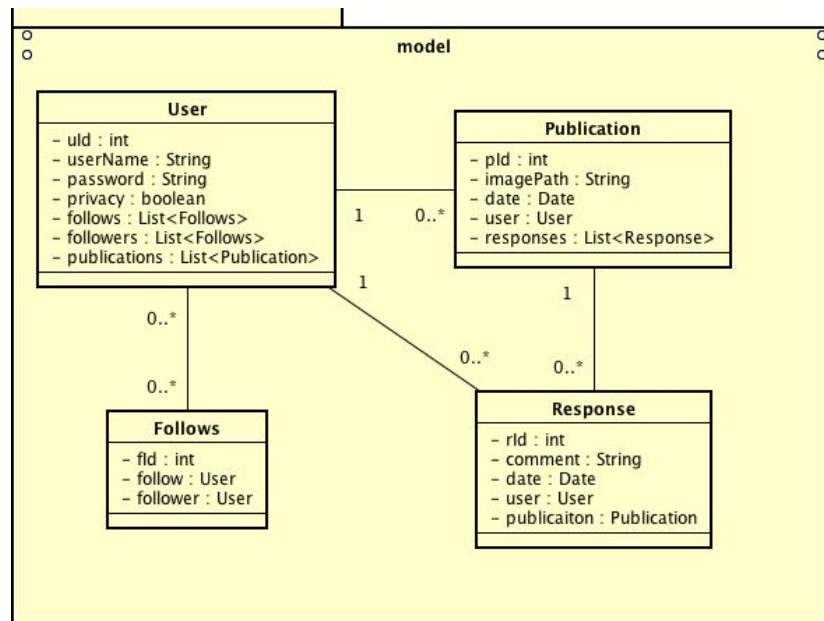 model
User
- uId : int
- userName : String
- password : String
- privacy : boolean
- follows : List<Follows>
- followers : List<Follows>
- publications : List<Publication>
Publication
- pId : int
- imagePath : String
- date : Date
- user : User
- responses : List<Response>
1
0..*
1
1
0..*
0..*
0..*
0..*
Follows
- fId : int
- follow : User
- follower : User
Response
- rId : int
- comment : String
- date : Date
- user : User
- publicaiton : Publication